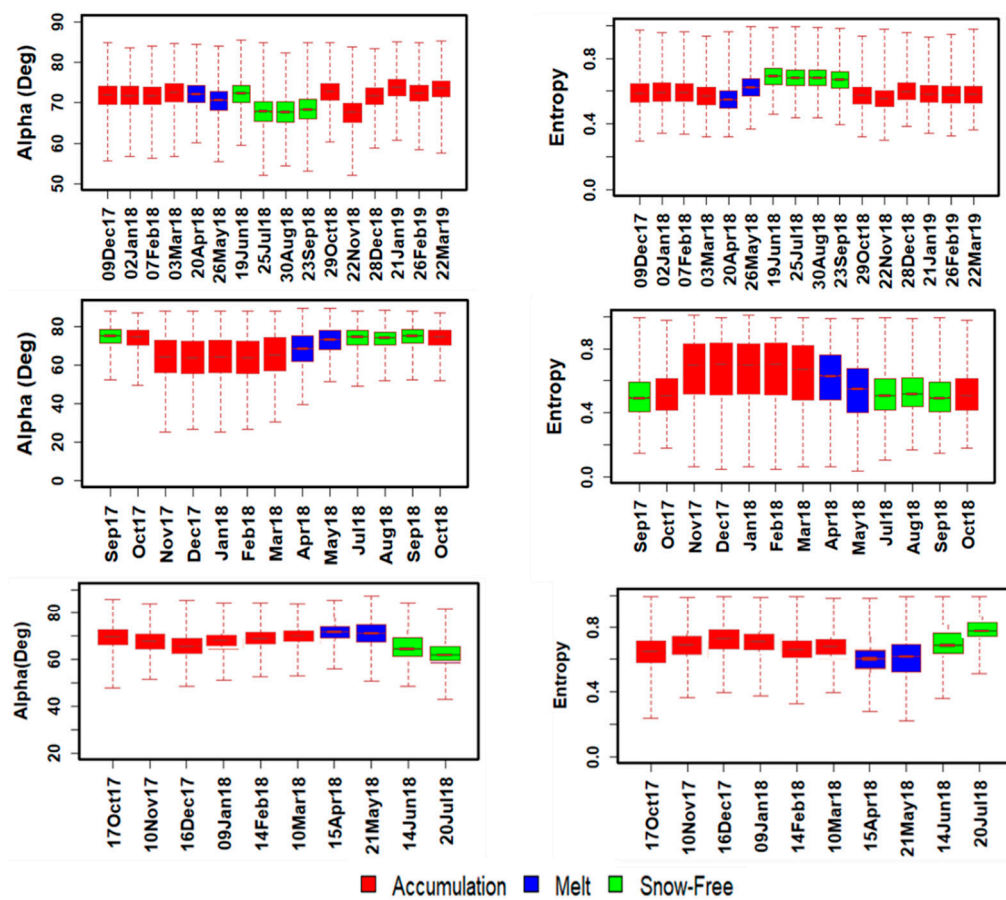 Alpha (Deg)
90
80
70
60
50
09Dec17
02Jan18
07Feb18
03Mar18
20Apr18
26May18
19Jun18
25Jul18
30Aug18
23Sep18
29Oct18
22Nov18
28Dec18
21Jan19
26Feb19
22Mar19
Entropy
0.8
0.4
0.0
09Dec17
02Jan18
07Feb18
03Mar18
20Apr18
26May18
19Jun18
25Jul18
30Aug18
23Sep18
29Oct18
22Nov18
28Dec18
21Jan19
26Feb19
22Mar19
Alpha (Deg)
80
60
40
20
0
Sep17
Oct17
Nov17
Dec17
Jan18
Feb18
Mar18
Apr18
May18
Jul18
Aug18
Sep18
Oct18
Entropy
0.8
0.4
0.0
Sep17
Oct17
Nov17
Dec17
Jan18
Feb18
Mar18
Apr18
May18
Jul18
Aug18
Sep18
Oct18
Alpha(Deg)
80
60
40
20
17Oct17
10Nov17
16Dec17
09Jan18
14Feb18
10Mar18
15Apr18
21May18
14Jun18
20Jul18
Entropy
0.8
0.4
0.0
17Oct17
10Nov17
16Dec17
09Jan18
14Feb18
10Mar18
15Apr18
21May18
14Jun18
20Jul18
Accumulation Melt Snow-Free